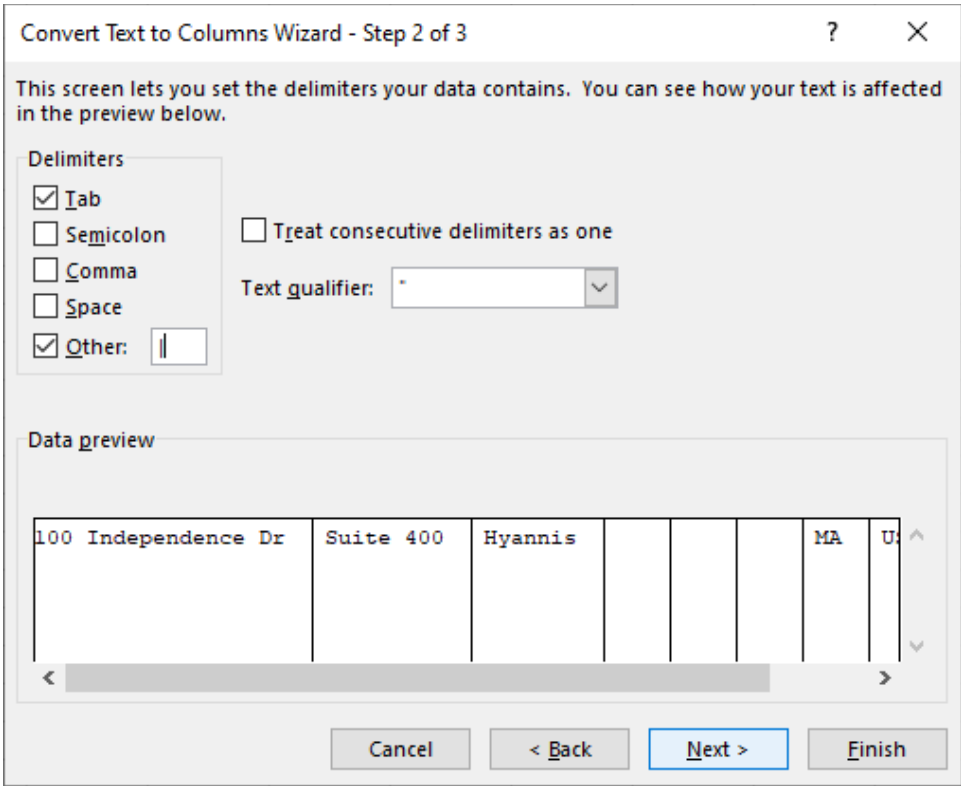 Convert Text to Columns Wizard - Step 2 of 3
?
This screen lets you set the delimiters your data contains.  You can see how your text is affected
in the preview below.
Delimiters
Tab
Semicolon
Comma
Space
Other: |
Treat consecutive delimiters as one
Text qualifier: "
Data preview
100 Independence Dr Suite 400 Hyannis MA
Cancel < Back Next > Finish